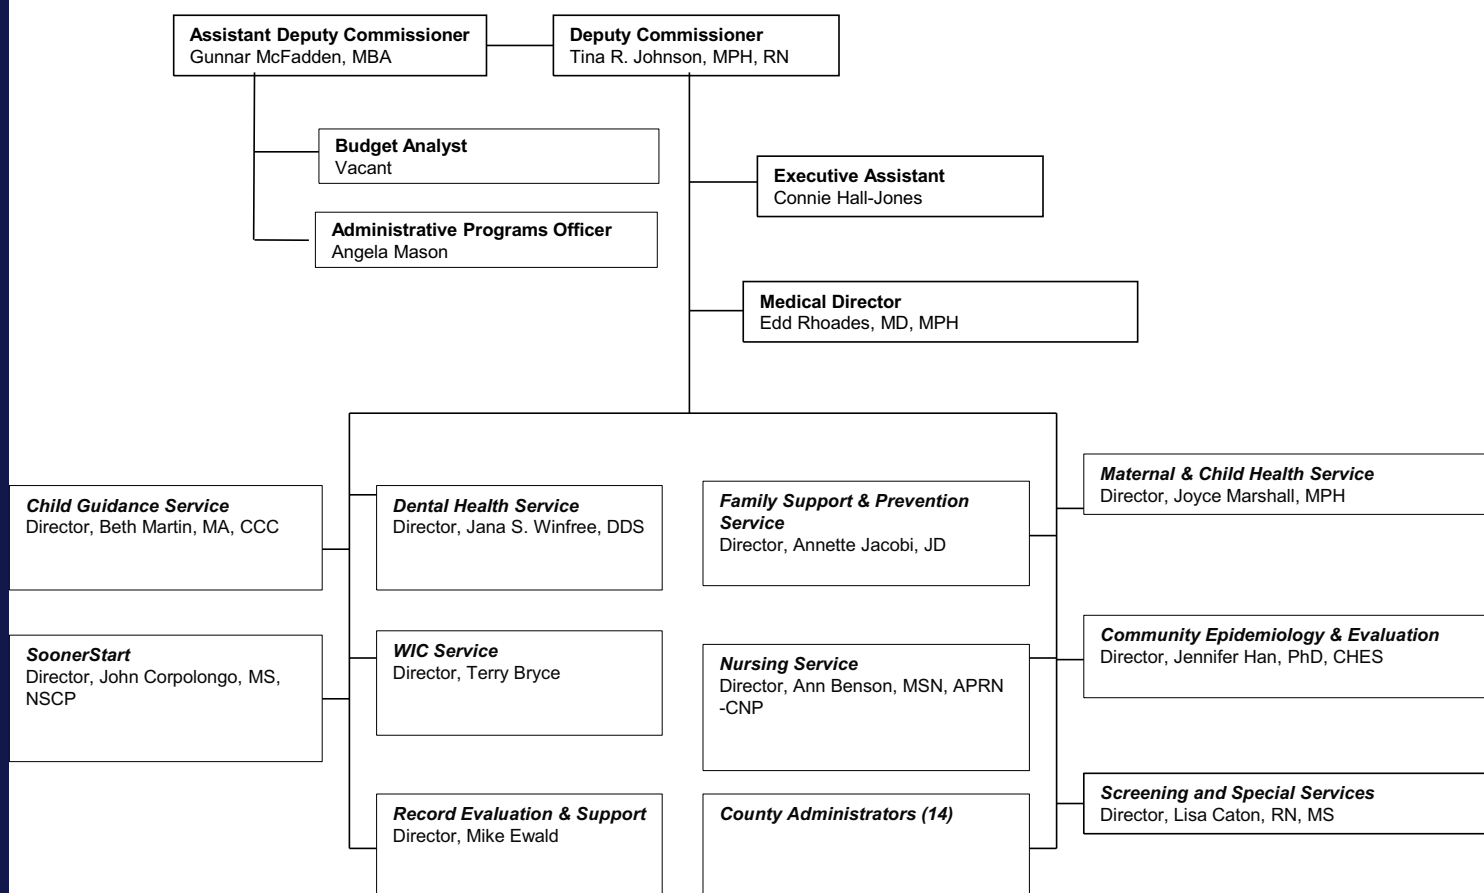 Assistant Deputy Commissioner
Gunnar McFadden, MBA
Deputy Commissioner
Tina R. Johnson, MPH, RN
Budget Analyst
Vacant
Executive Assistant
Connie Hall-Jones
Administrative Programs Officer
Angela Mason
Medical Director
Edd Rhoades, MD, MPH
Child Guidance Service
Director, Beth Martin, MA, CCC
Dental Health Service
Director, Jana S. Winfree, DDS
Family Support & Prevention
Service
Director, Annette Jacobi, JD
Maternal & Child Health Service
Director, Joyce Marshall, MPH
SoonerStart
Director, John Corpolongo, MS,
NSCP
WIC Service
Director, Terry Bryce
Nursing Service
Director, Ann Benson, MSN, APRN
-CNP
Community Epidemiology & Evaluation
Director, Jennifer Han, PhD, CHES
Record Evaluation & Support
Director, Mike Ewald
County Administrators (14)
Screening and Special Services
Director, Lisa Caton, RN, MS